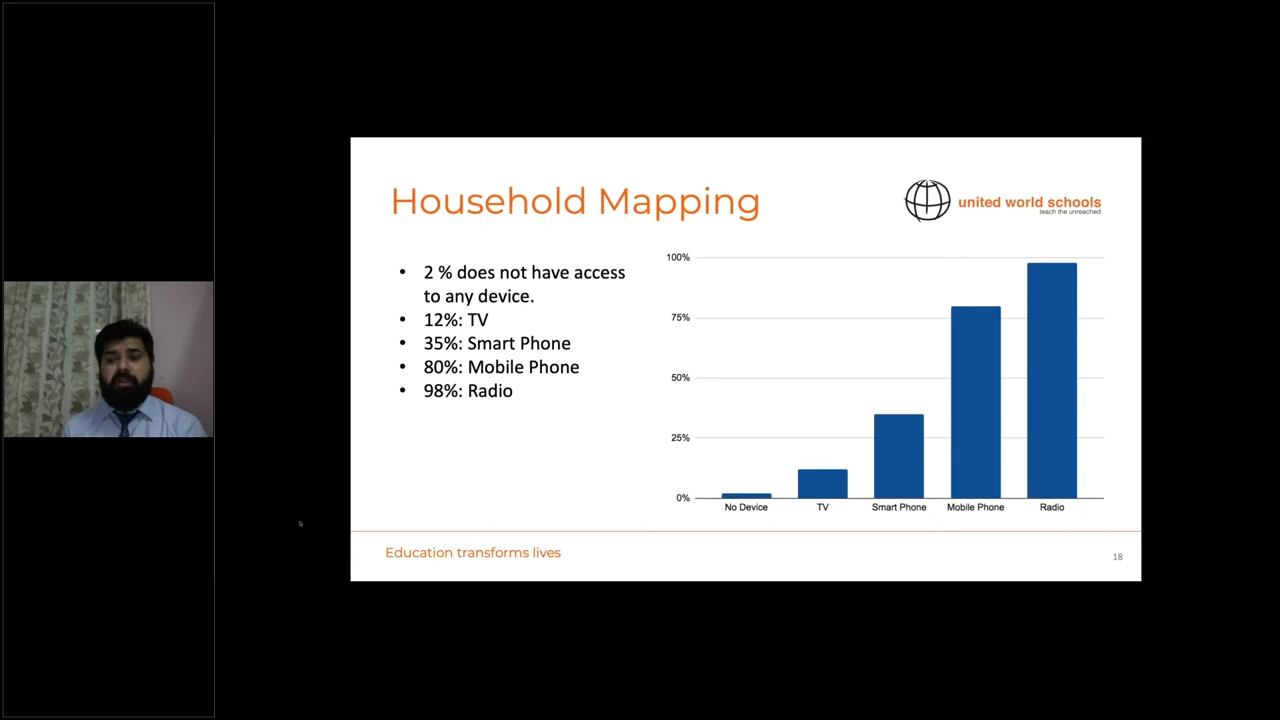 Household Mapping
united world schools
teach the unreached
• 2 % does not have access
to any device.
• 12%: TV
• 35%: Smart Phone
• 80%: Mobile Phone
• 98%: Radio
100%
75%
50%
25%
0%
No Device TV Smart Phone Mobile Phone Radio
Education transforms lives
18